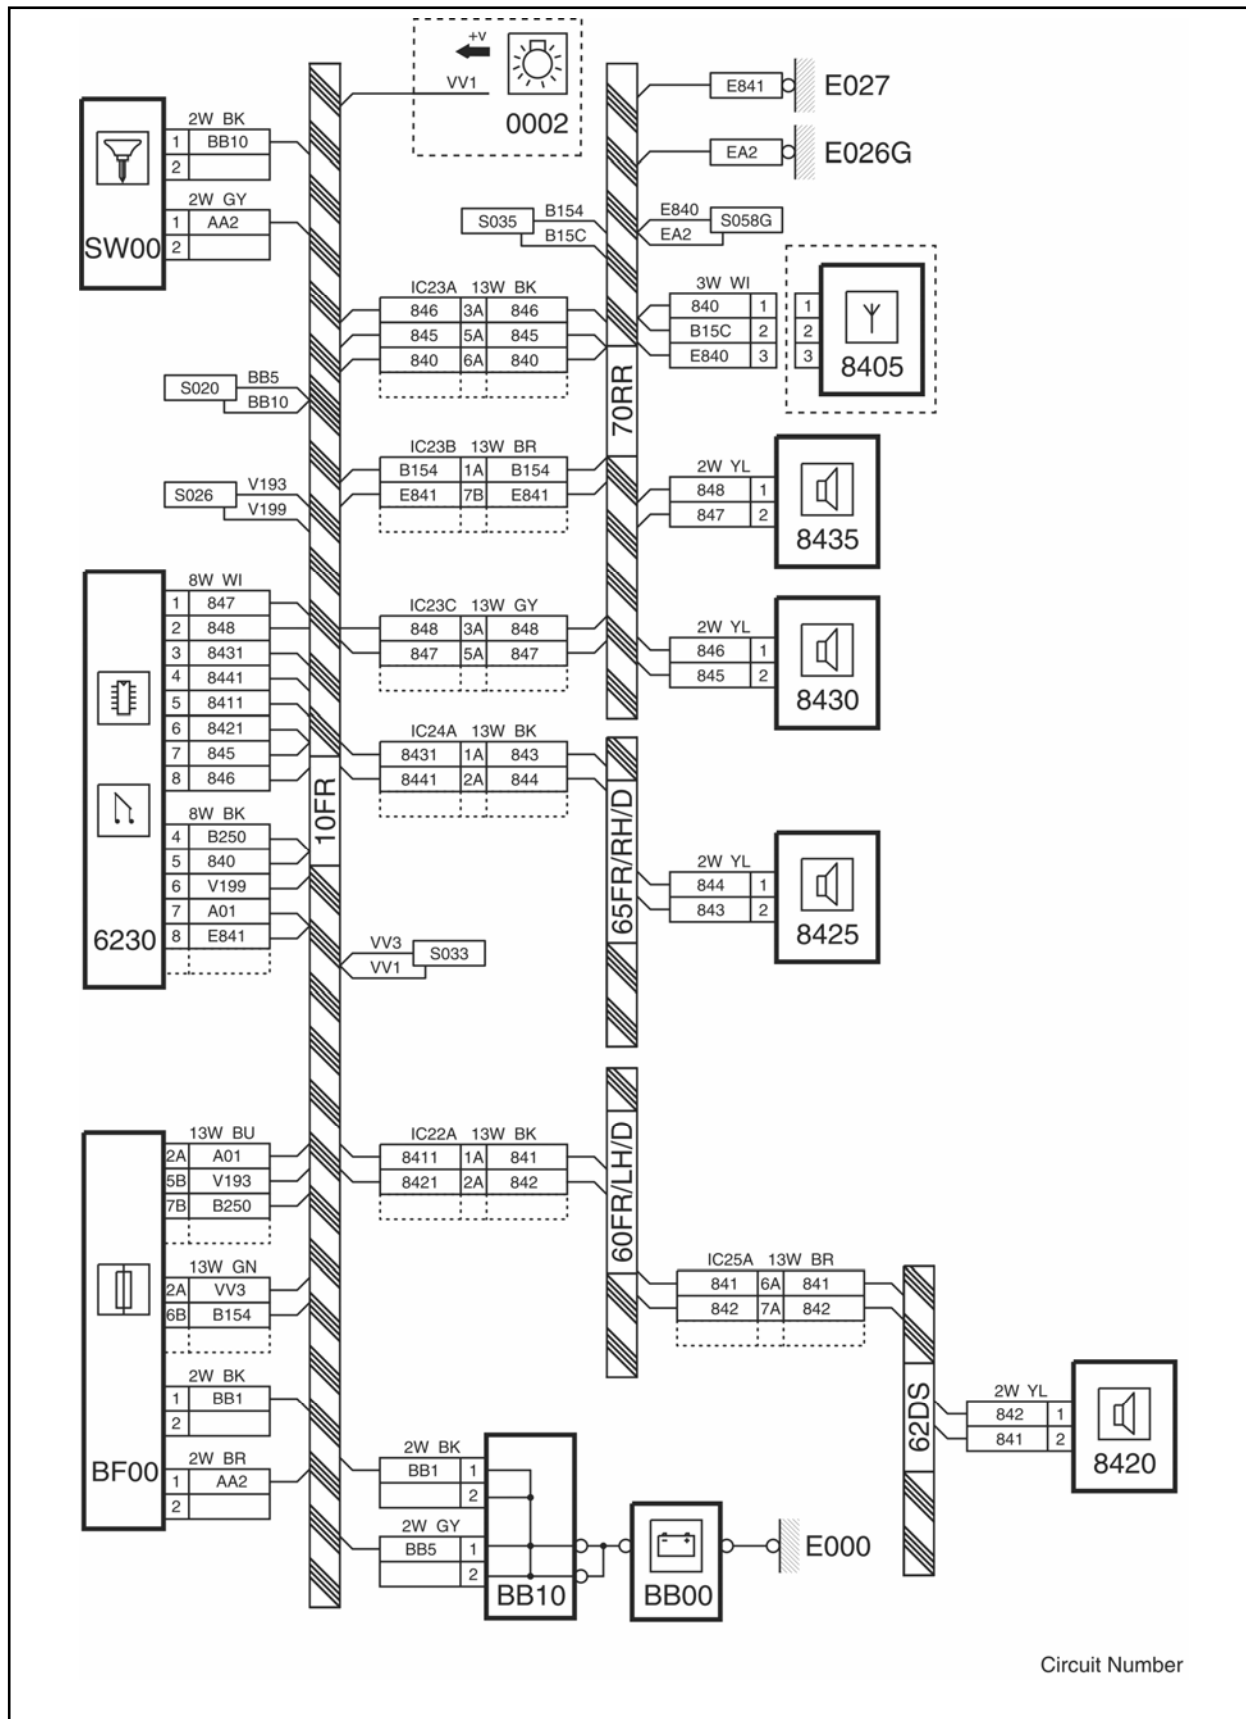 +V
VV1
0002
E841
E027
EA2
E026G
2W BK
1 BB10
2
2W GY
1 AA2
2
SW00
S035
B154
B15C
E840
EA2
S058G
IC23A 13W BK
846 3A 846
845 5A 845
840 6A 840
3W WI
840 1
B15C 2
E840 3
1
2
3
8405
S020
BB5
BB10
70RR
IC23B 13W BR
B154 1A B154
E841 7B E841
2W YL
848 1
847 2
8435
S026
V193
V199
8W WI
1 847
2 848
3 8431
4 8441
5 8411
6 8421
7 845
8 846
8W BK
4 B250
5 840
6 V199
7 A01
8 E841
6230
IC23C 13W GY
848 3A 848
847 5A 847
2W YL
846 1
845 2
8430
IC24A 13W BK
8431 1A 843
8441 2A 844
10FR
65FR/RH/D
2W YL
844 1
843 2
8425
VV3
VV1
S033
13W BU
2A A01
5B V193
7B B250
13W GN
2A VV3
6B B154
2W BK
1 BB1
2
2W BR
1 AA2
2
BF00
IC22A 13W BK
8411 1A 841
8421 2A 842
60FR/LH/D
IC25A 13W BR
841 6A 841
842 7A 842
62DS
2W YL
842 1
841 2
8420
2W BK
BB1 1
2
2W GY
BB5 1
2
BB10
- +
BB00
E000
Circuit Number